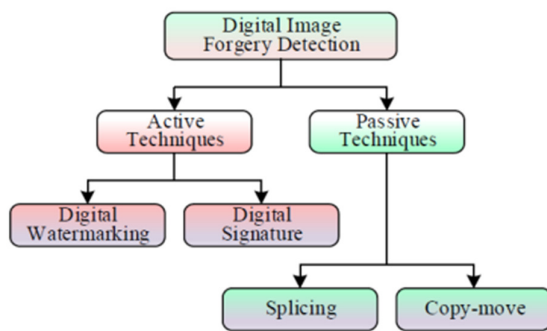 Digital Image
Forgery Detection
Active
Techniques
Passive
Techniques
Digital
Watermarking
Digital
Signature
Splicing
Copy-move